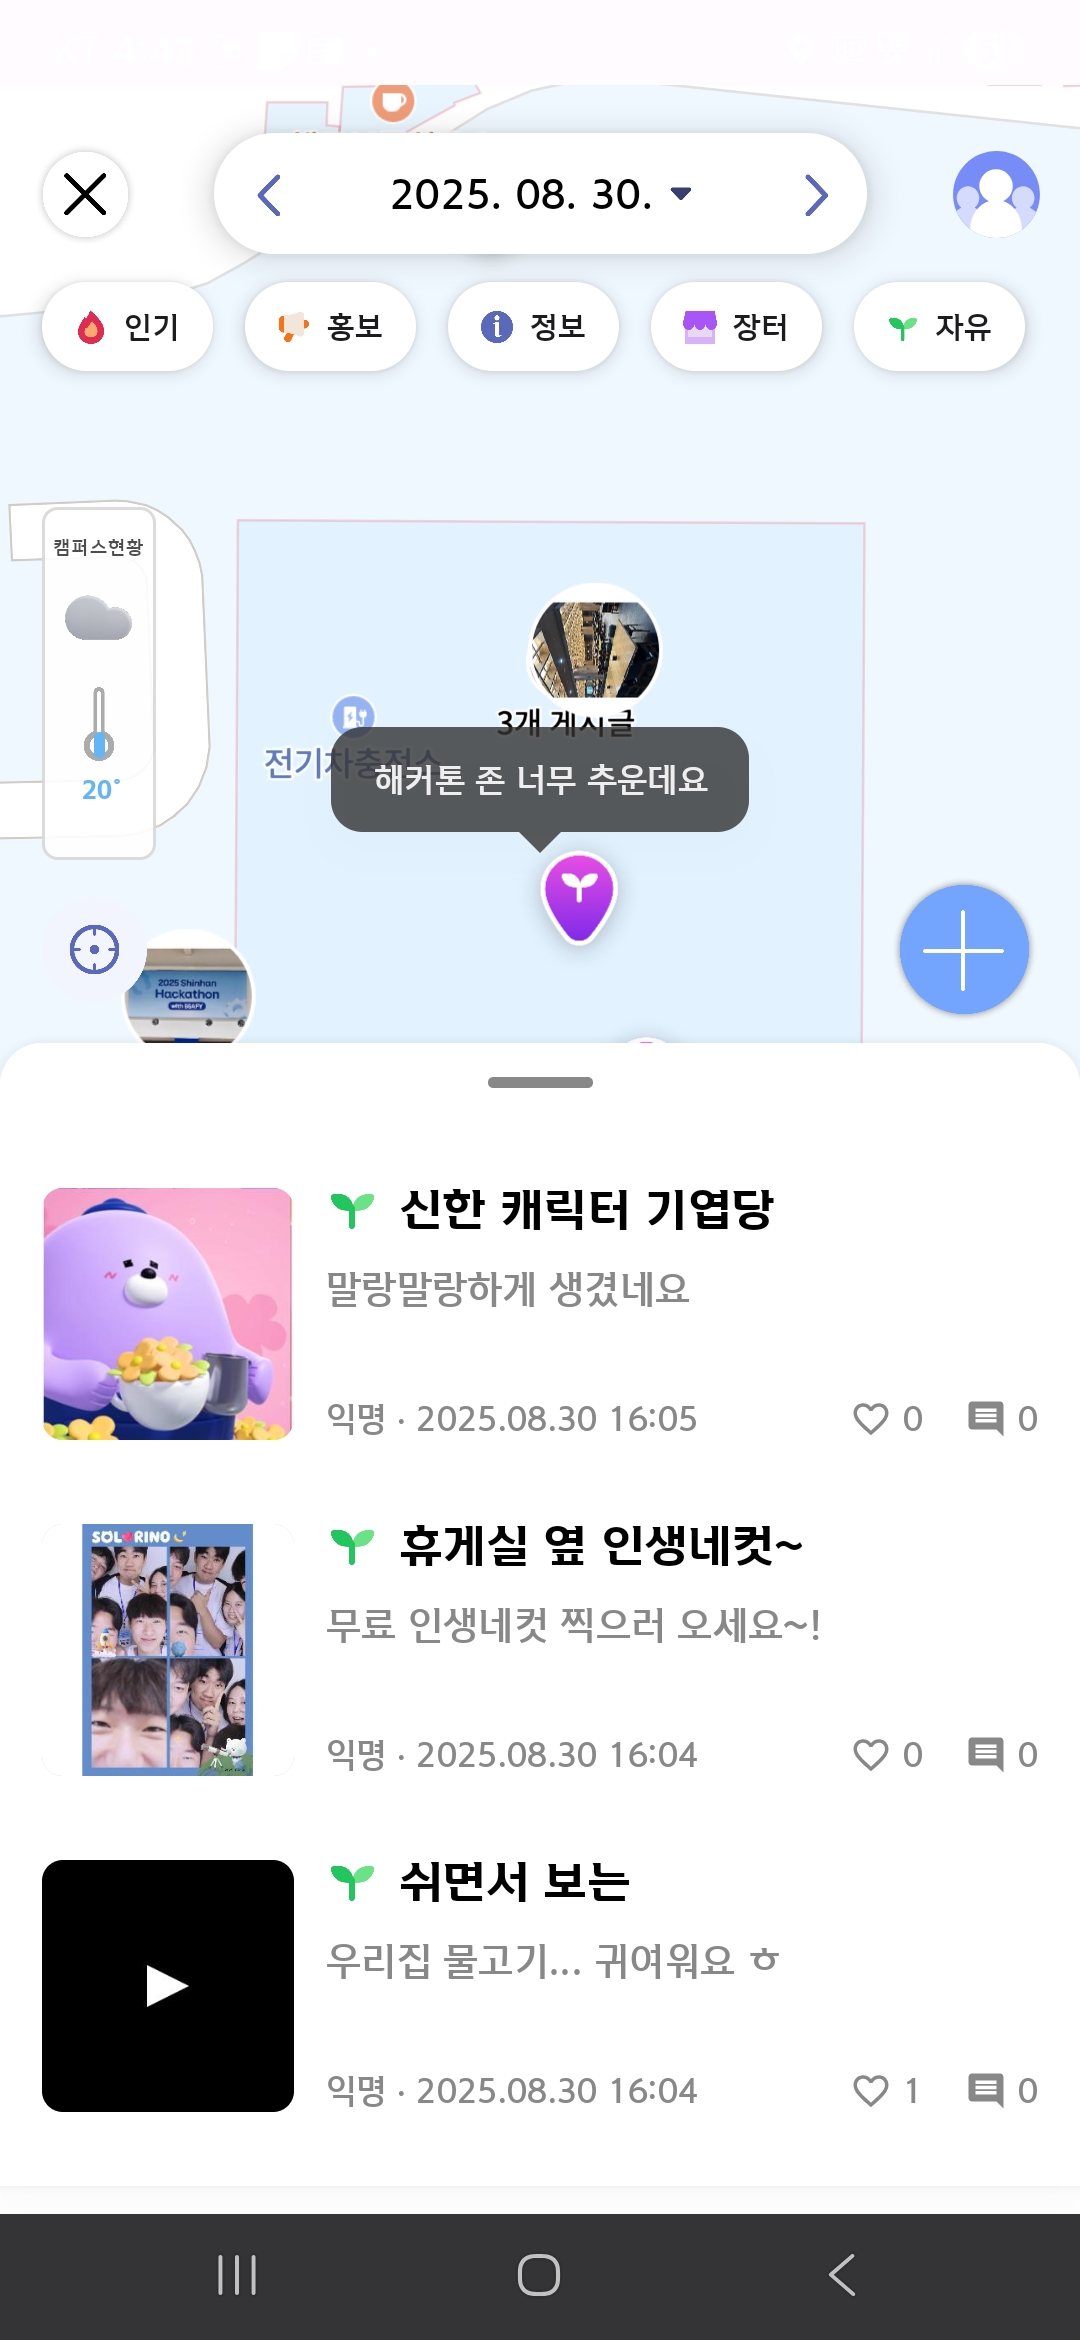 2025. 08. 30.
인기
홍보
정보
장터
자유
캠퍼스현황
20°
3개 게시글
전기차충전소
해커톤 존 너무 추운데요
2025 Shinhan
Hackathon
with SSAFY
신한 캐릭터 기엽당
말랑말랑하게 생겼네요
익명 · 2025.08.30 16:05
0
0
SOL RINO
휴게실 옆 인생네컷~
무료 인생네컷 찍으러 오세요~!
익명 · 2025.08.30 16:04
0
0
쉬면서 보는
우리집 물고기... 귀여워요 ㅎ
익명 · 2025.08.30 16:04
1
0